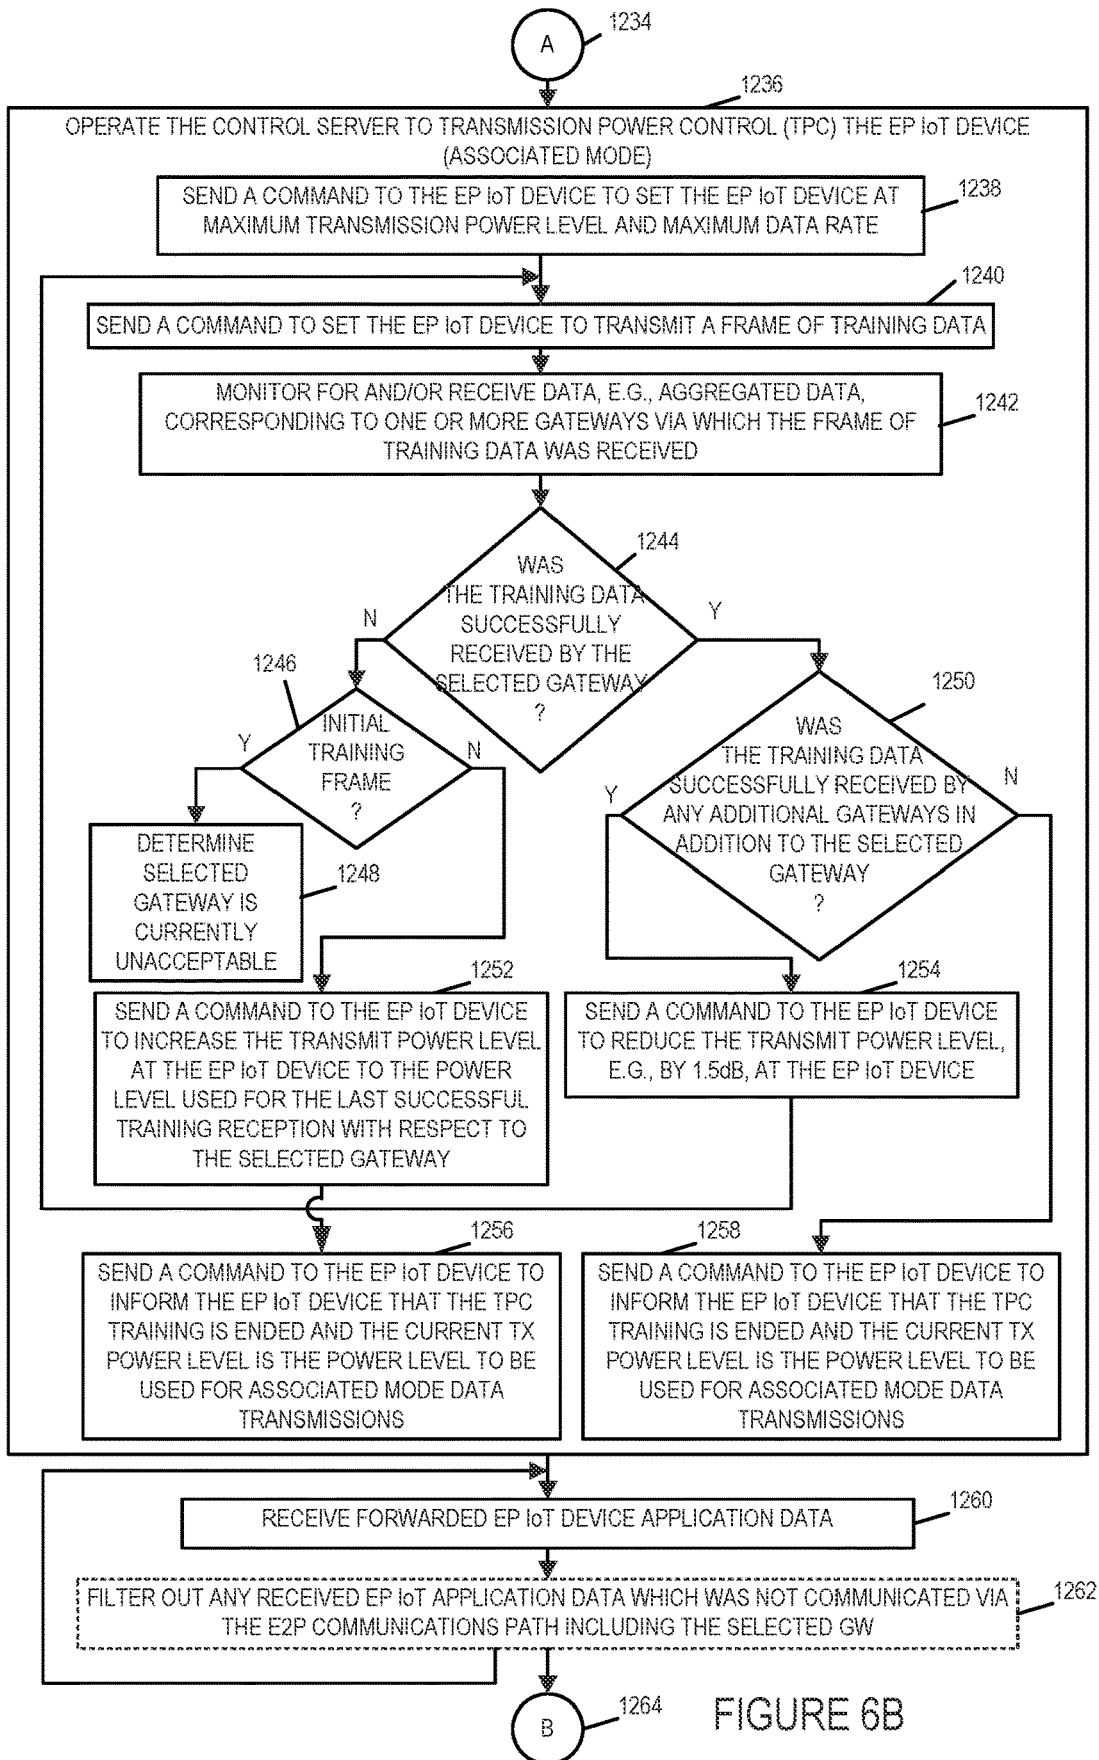 A
1234
1236
OPERATE THE CONTROL SERVER TO TRANSMISSION POWER CONTROL (TPC) THE EP IoT DEVICE
(ASSOCIATED MODE)
SEND A COMMAND TO THE EP IoT DEVICE TO SET THE EP IoT DEVICE AT
MAXIMUM TRANSMISSION POWER LEVEL AND MAXIMUM DATA RATE
1238
1240
SEND A COMMAND TO SET THE EP IoT DEVICE TO TRANSMIT A FRAME OF TRAINING DATA
MONITOR FOR AND/OR RECEIVE DATA, E.G., AGGREGATED DATA,
CORRESPONDING TO ONE OR MORE GATEWAYS VIA WHICH THE FRAME OF
TRAINING DATA WAS RECEIVED
1242
1244
WAS
THE TRAINING DATA
SUCCESSFULLY
RECEIVED BY THE
SELECTED GATEWAY
?
N
Y
1246
INITIAL
TRAINING
FRAME
?
Y
N
1250
WAS
THE TRAINING DATA
SUCCESSFULLY RECEIVED BY
ANY ADDITIONAL GATEWAYS IN
ADDITION TO THE SELECTED
GATEWAY
?
Y
N
DETERMINE
SELECTED
GATEWAY IS
CURRENTLY
UNACCEPTABLE
1248
1252
SEND A COMMAND TO THE EP IoT DEVICE
TO INCREASE THE TRANSMIT POWER LEVEL
AT THE EP IoT DEVICE TO THE POWER
LEVEL USED FOR THE LAST SUCCESSFUL
TRAINING RECEPTION WITH RESPECT TO
THE SELECTED GATEWAY
1254
SEND A COMMAND TO THE EP IoT DEVICE
TO REDUCE THE TRANSMIT POWER LEVEL,
E.G., BY 1.5dB, AT THE EP IoT DEVICE
1256
SEND A COMMAND TO THE EP IoT DEVICE TO
INFORM THE EP IoT DEVICE THAT THE TPC
TRAINING IS ENDED AND THE CURRENT TX
POWER LEVEL IS THE POWER LEVEL TO BE
USED FOR ASSOCIATED MODE DATA
TRANSMISSIONS
1258
SEND A COMMAND TO THE EP IoT DEVICE TO
INFORM THE EP IoT DEVICE THAT THE TPC
TRAINING IS ENDED AND THE CURRENT TX
POWER LEVEL IS THE POWER LEVEL TO BE
USED FOR ASSOCIATED MODE DATA
TRANSMISSIONS
RECEIVE FORWARDED EP IoT DEVICE APPLICATION DATA
1260
FILTER OUT ANY RECEIVED EP IoT APPLICATION DATA WHICH WAS NOT COMMUNICATED VIA
THE E2P COMMUNICATIONS PATH INCLUDING THE SELECTED GW
1262
B
1264
FIGURE 6B